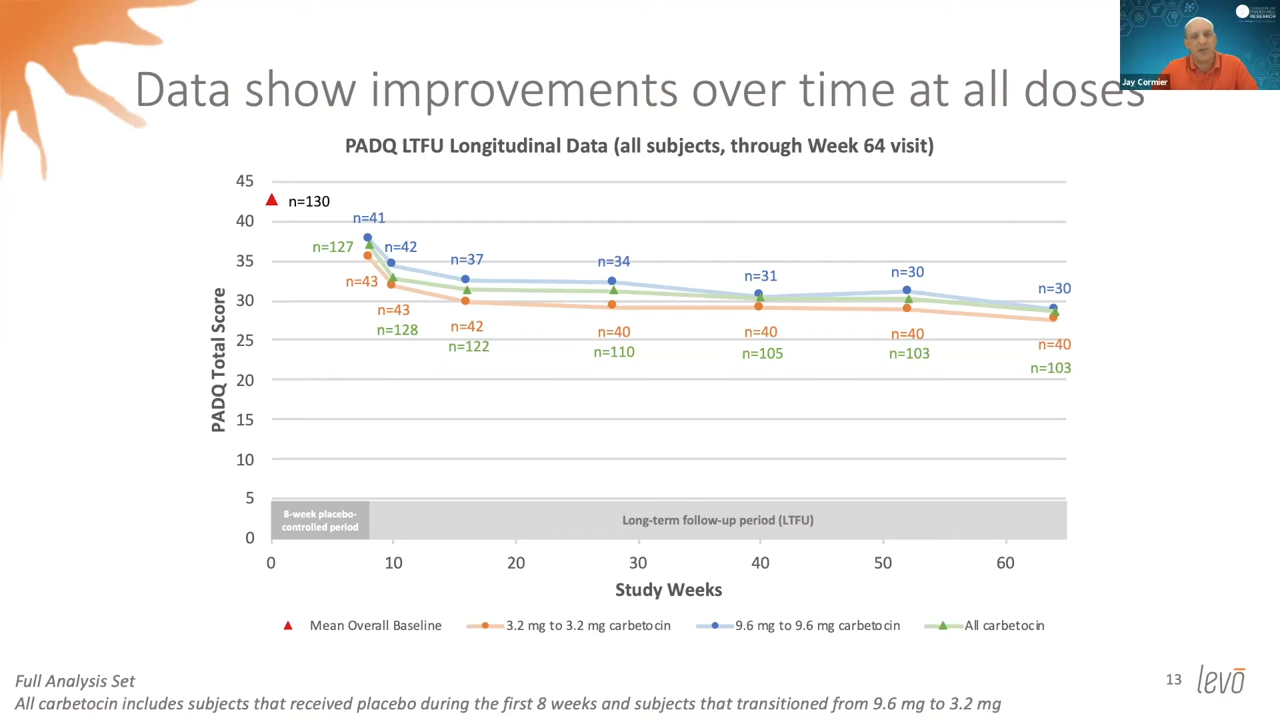 Jay Cormier
RESEARCH
Data show improvements over time at all doses
PADQ LTFU Longitudinal Data (all subjects, through Week 64 visit)
PADQ Total Score
45
40
35
30
25
20
15
10
5
0
n=130
n=41
n=127
n=42
n=43
n=43
n=128
n=37
n=42
n=122
n=34
n=40
n=110
n=31
n=40
n=105
n=30
n=40
n=103
n=30
n=40
n=103
8-week placebo-
controlled period
Long-term follow-up period (LTFU)
0 10 20 30 40 50 60
Study Weeks
Mean Overall Baseline 3.2 mg to 3.2 mg carbetocin 9.6 mg to 9.6 mg carbetocin All carbetocin
Full Analysis Set
All carbetocin includes subjects that received placebo during the first 8 weeks and subjects that transitioned from 9.6 mg to 3.2 mg
13 levō